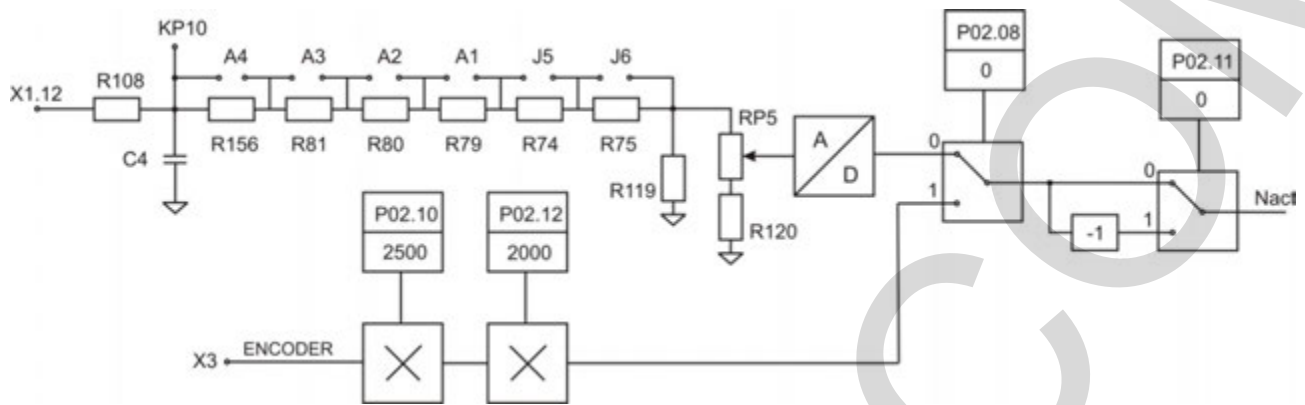 KP10
A4 A3 A2 A1 J5 J6
P02.08
0
P02.11
0
X1.12
R108
R156 R81 R80 R79 R74 R75
C4
R119
RP5
R120
A
D
0
1
-1
0
1
Nact
P02.10
2500
P02.12
2000
X3
ENCODER